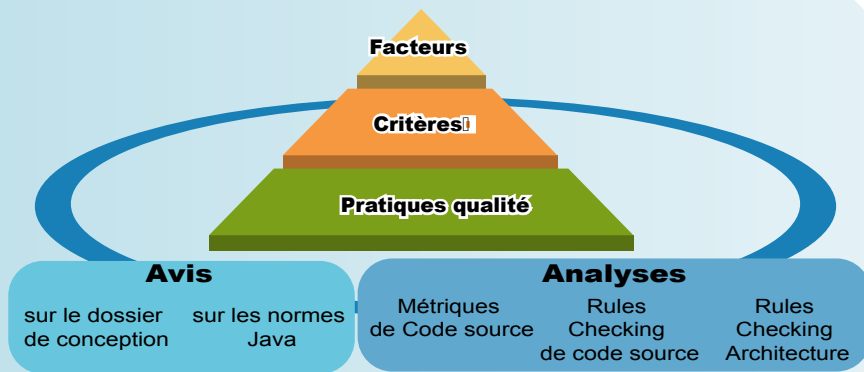 Facteurs
Critères
Pratiques qualité
Avis
sur le dossier
de conception
sur les normes
Java
Analyses
Métriques
de Code source
Rules
Checking
de code source
Rules
Checking
Architecture